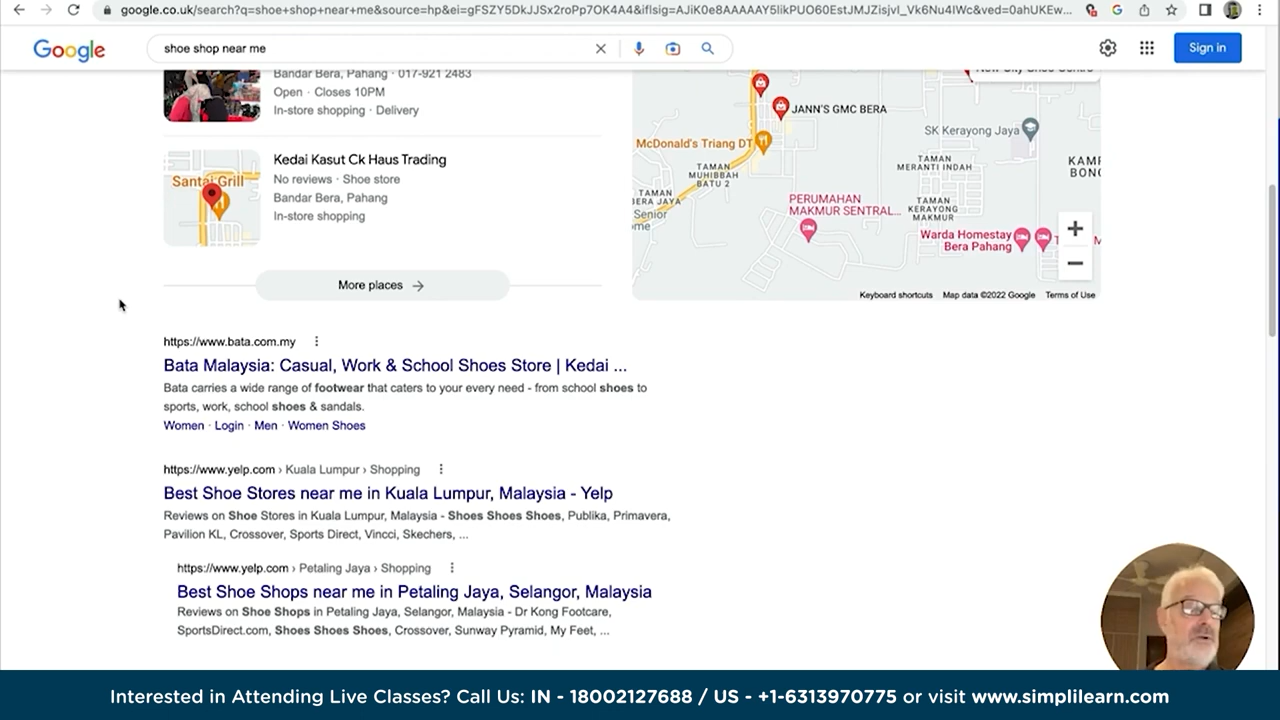 google.co.uk/search?q=shoe+shop+near+me&source=hp&ei=gFSZY5DkJJSx2roPp7OK4A4&iflsig=AJiK0e8AAAAAY5likPUO60EstJMJZisjvI_Vk6Nu4IWc&ved=0ahUKEw...
Google
shoe shop near me
Sign in
Bandar Bera, Pahang · 017-921 2483
Open · Closes 10PM
In-store shopping · Delivery
Kedai Kasut Ck Haus Trading
No reviews · Shoe store
Bandar Bera, Pahang
In-store shopping
Santai Grill
More places
New City Shoe Centre
JANN'S GMC BERA
McDonald's Triang DT
SK Kerayong Jaya
TAMAN
MUHIBBAH
BATU 2
TAMAN
MERANTI INDAH
KAMP
BONG
TAMAN
BERA JAYA
Senior
ome
PERUMAHAN
MAKMUR SENTRAL...
TAMAN
KERAYONG
MAKMUR
Warda Homestay
Bera Pahang
Keyboard shortcuts
Map data ©2022 Google
Terms of Use
https://www.bata.com.my
Bata Malaysia: Casual, Work & School Shoes Store | Kedai ...
Bata carries a wide range of footwear that caters to your every need - from school shoes to
sports, work, school shoes & sandals.
Women · Login · Men · Women Shoes
https://www.yelp.com › Kuala Lumpur › Shopping
Best Shoe Stores near me in Kuala Lumpur, Malaysia - Yelp
Reviews on Shoe Stores in Kuala Lumpur, Malaysia - Shoes Shoes Shoes, Publika, Primavera,
Pavilion KL, Crossover, Sports Direct, Vincci, Skechers, ...
https://www.yelp.com › Petaling Jaya › Shopping
Best Shoe Shops near me in Petaling Jaya, Selangor, Malaysia
Reviews on Shoe Shops in Petaling Jaya, Selangor, Malaysia - Dr Kong Footcare,
SportsDirect.com, Shoes Shoes Shoes, Crossover, Sunway Pyramid, My Feet, ...
Interested in Attending Live Classes? Call Us: IN - 18002127688 / US - +1-6313970775 or visit www.simplilearn.com